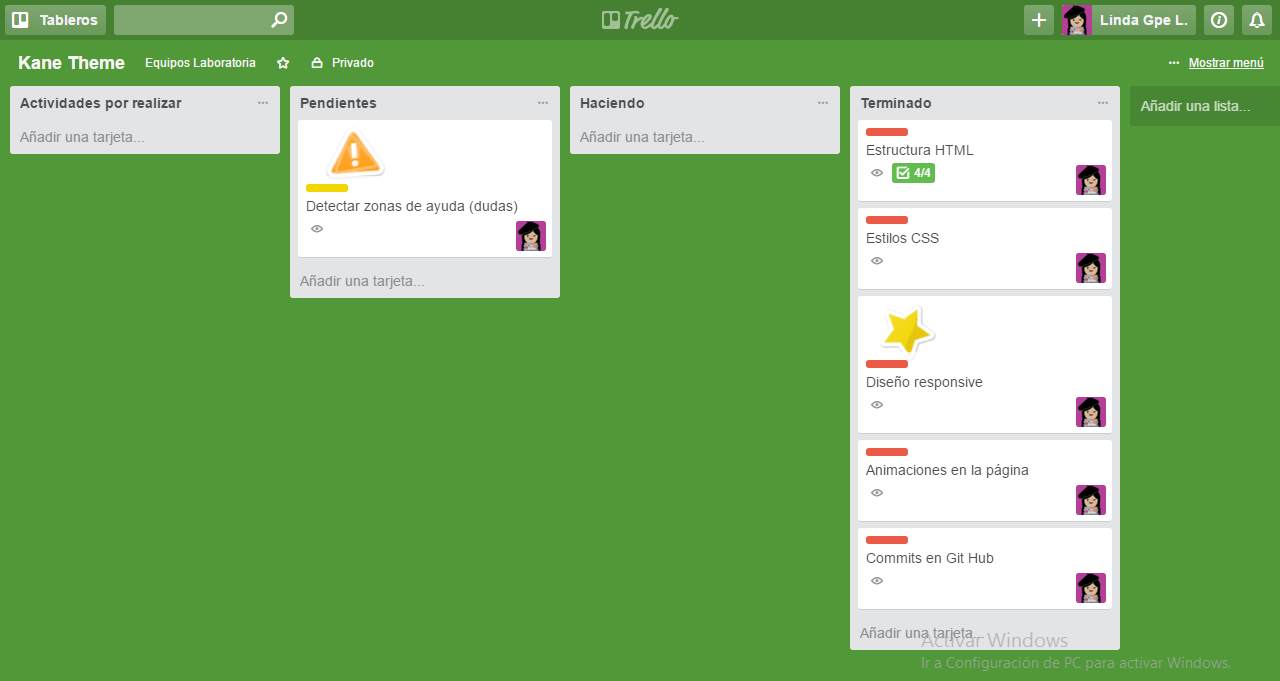 Tableros
Trello
Linda Gpe L.
Kane Theme
Equipos Laboratoria
Privado
Mostrar menú
Actividades por realizar
Añadir una tarjeta...
Pendientes
Detectar zonas de ayuda (dudas)
Añadir una tarjeta...
Haciendo
Añadir una tarjeta...
Terminado
Estructura HTML
4/4
Estilos CSS
Diseño responsive
Animaciones en la página
Commits en Git Hub
Añadir una tarjeta...
Añadir una lista...
Activar Windows
Ir a Configuración de PC para activar Windows.